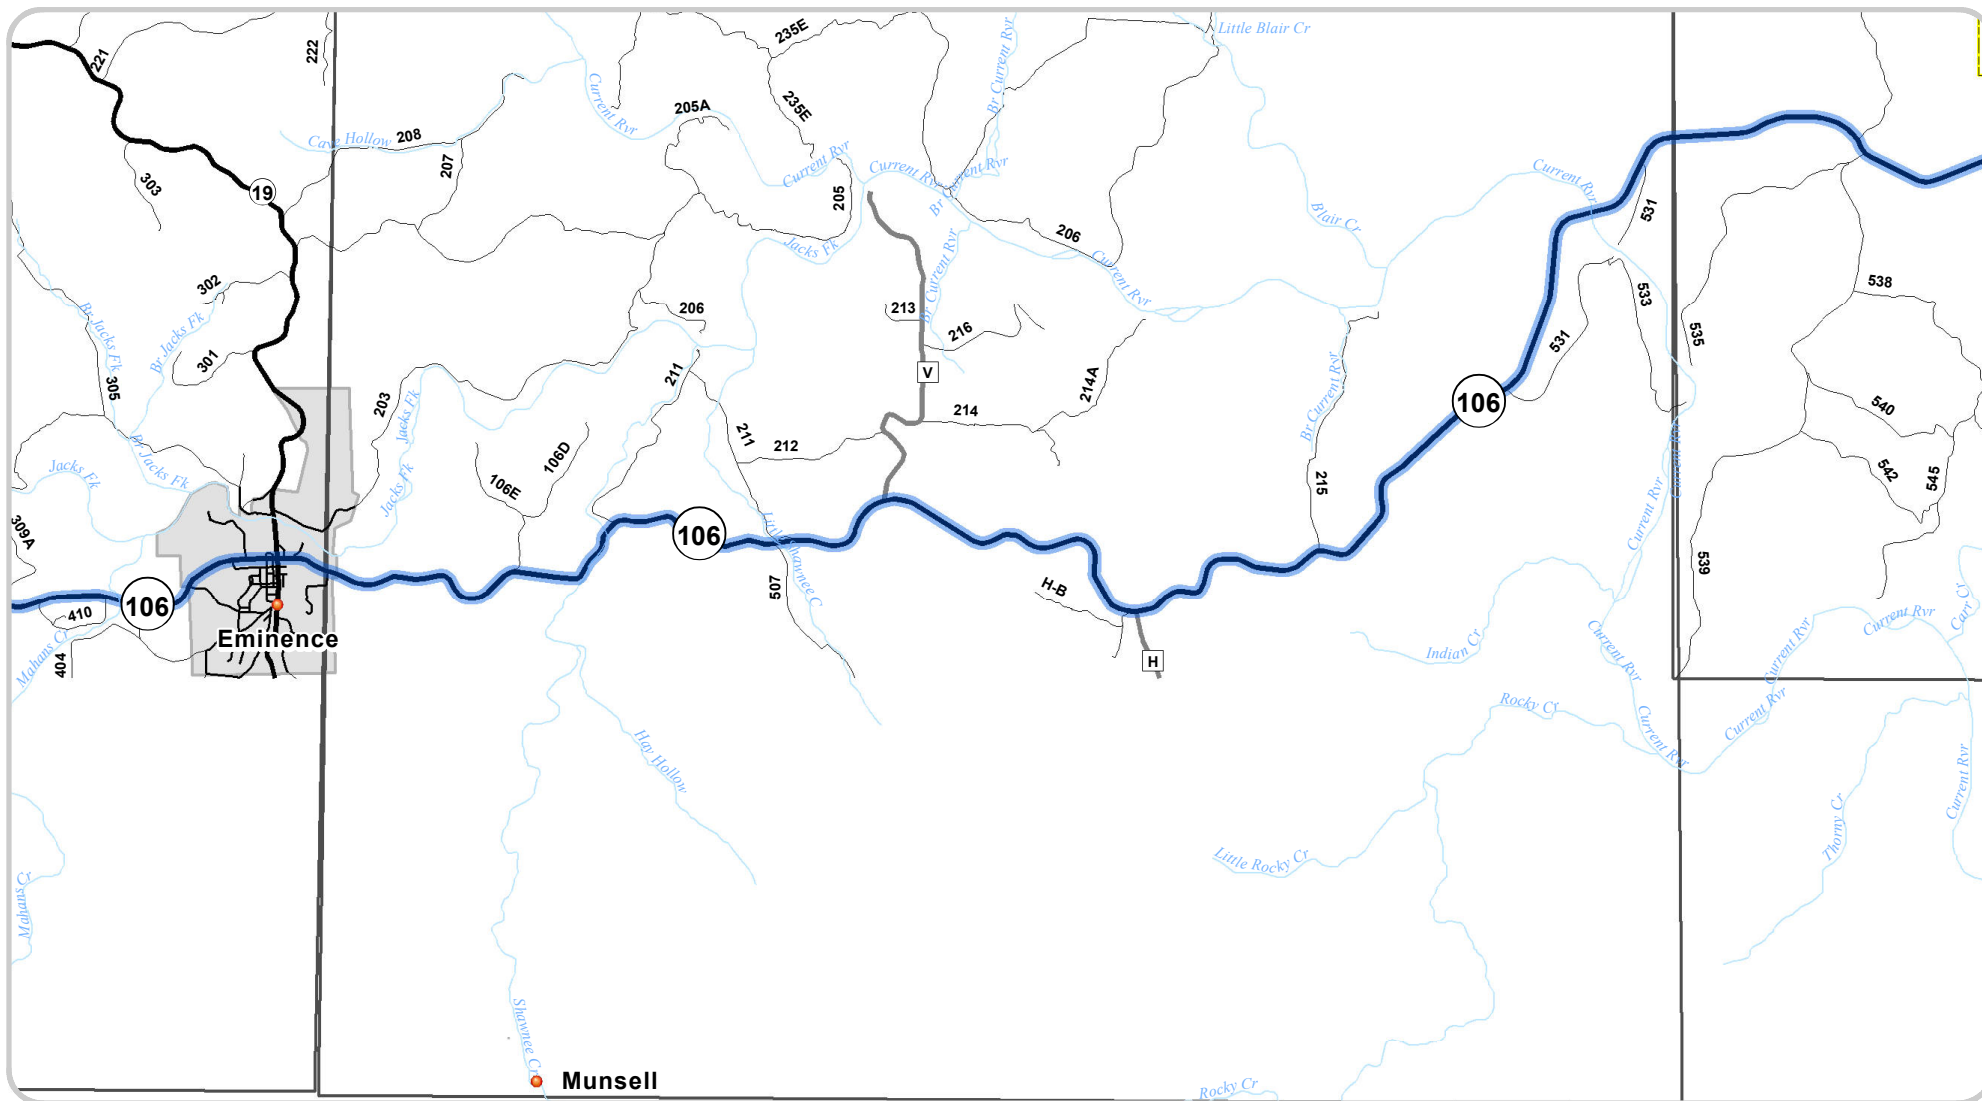 221
222
235E
Little Blair Cr
Br Current Rvr
Current Rvr
235E
205A
Cave Hollow
208
207
303
19
Current Rvr
205
Current Rvr
Br Current Rvr
Current Rvr
531
Blair Cr
206
Jacks Fk
Current Rvr
Br Current Rvr
302
538
533
Br Jacks Fk
Br Jacks Fk
206
213
216
535
531
301
305
V
211
214A
203
Jacks Fk
Br Current Rvr
106
540
214
211
212
Br Jacks Fk
Jacks Fk
Jacks Fk
106D
106E
215
Current Rvr
Current Rvr
542
545
309A
106
Little Shawnee C
539
507
H-B
106
410
Eminence
Mahans Cr
404
H
Indian Cr
Current Rvr
Current Rvr
Current Rvr
Carr Cr
Rocky Cr
Current Rvr
Current Rvr
Hay Hollow
Current Rvr
Thorny Cr
Little Rocky Cr
Mahans Cr
Shawnee Cr
Munsell
Rocky Cr